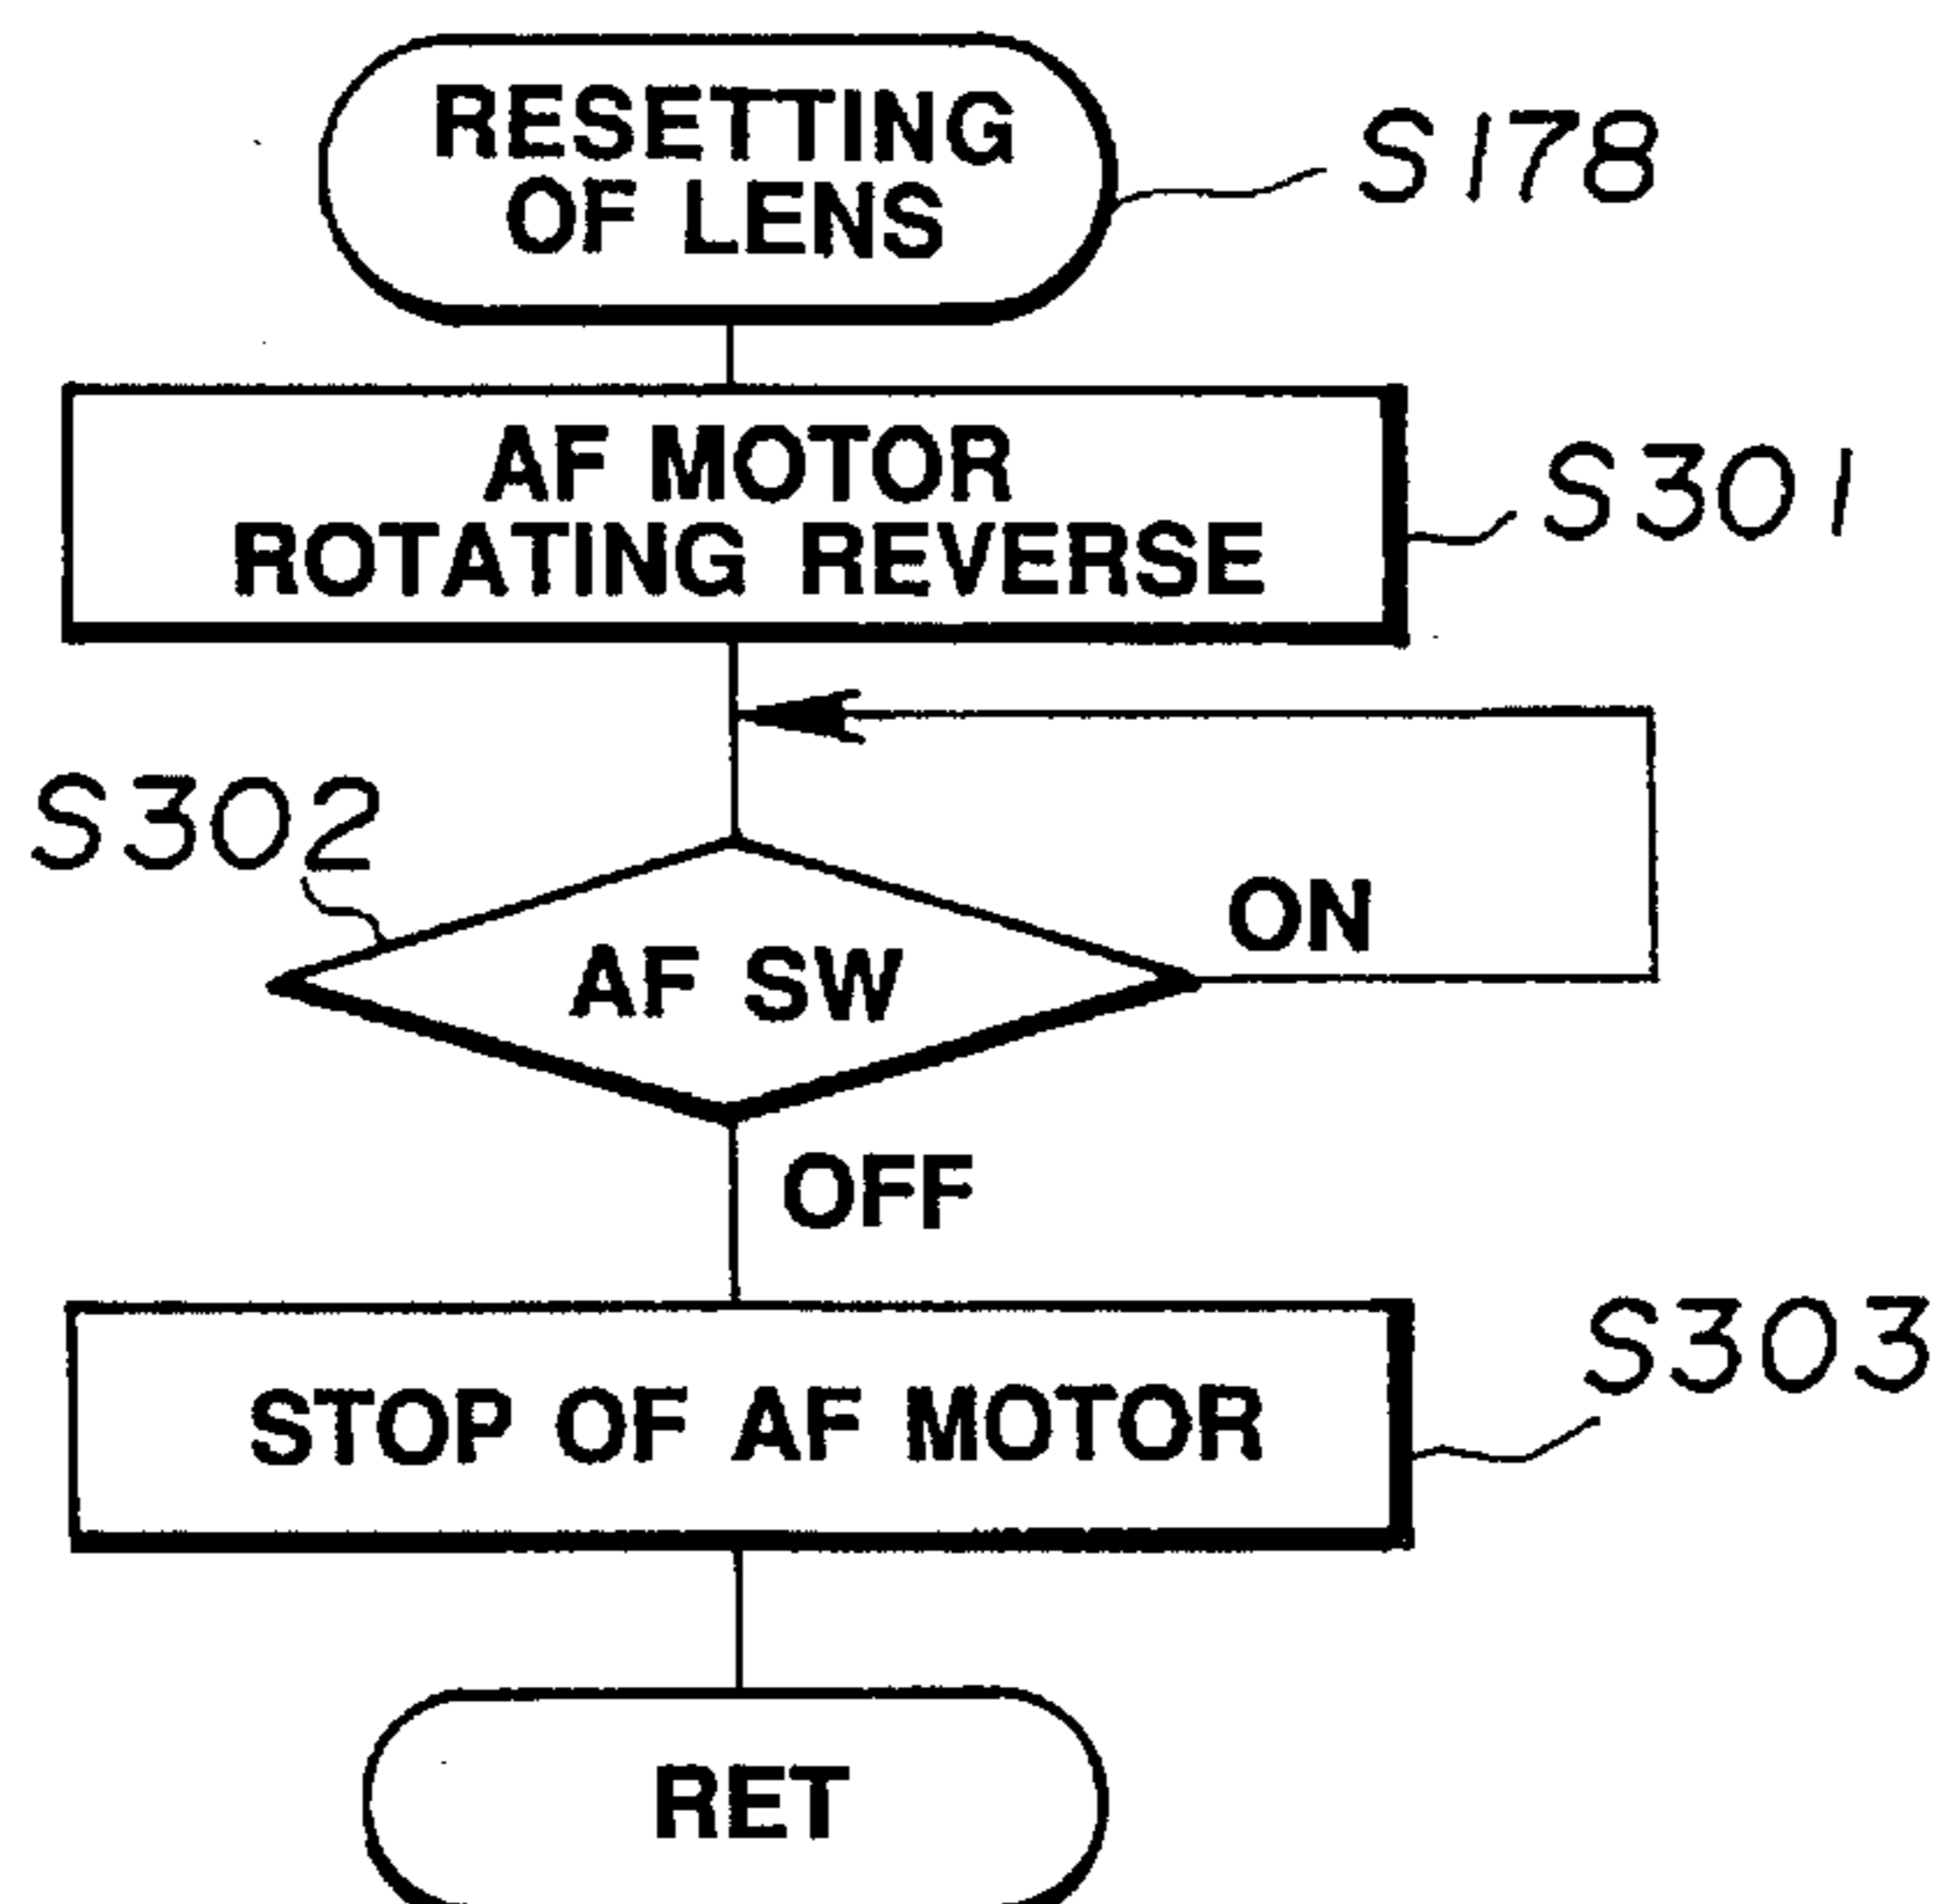 RESETTING
OF LENS
S178
AF MOTOR
ROTATING REVERSE
S301
S302
AF SW
ON
OFF
STOP OF AF MOTOR
S303
RET